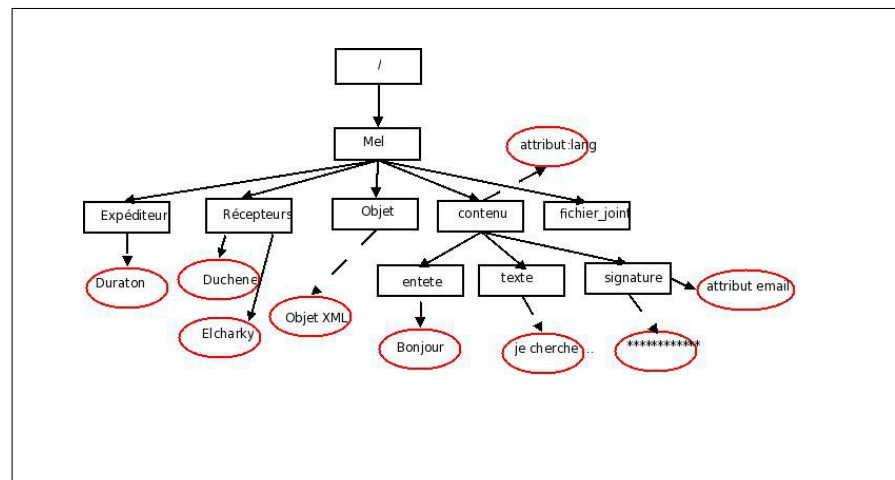 /
Mel
attribut:lang
Expéditeur
Récepteurs
Objet
contenu
fichier_joint
Duraton
Duchene
entete
texte
signature
attribut email
Elcharky
Objet XML
Bonjour
je cherche ..
************